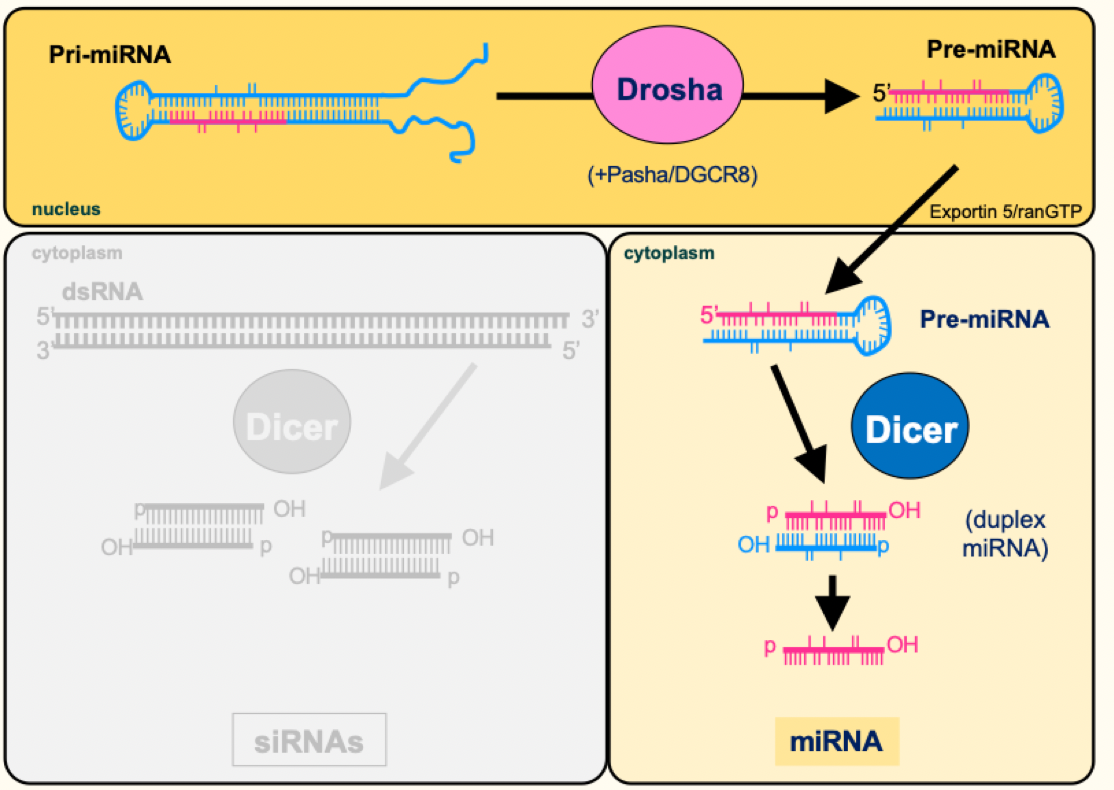 Pri-miRNA
Drosha
(+Pasha/DGCR8)
Pre-miRNA
5’
nucleus
Exportin 5/ranGTP
cytoplasm
dsRNA
5’ 3’
3’ 5’
Dicer
p OH
OH p
p OH
OH p
siRNAs
cytoplasm
5’
Pre-miRNA
Dicer
p OH
OH p
(duplex
miRNA)
p OH
miRNA